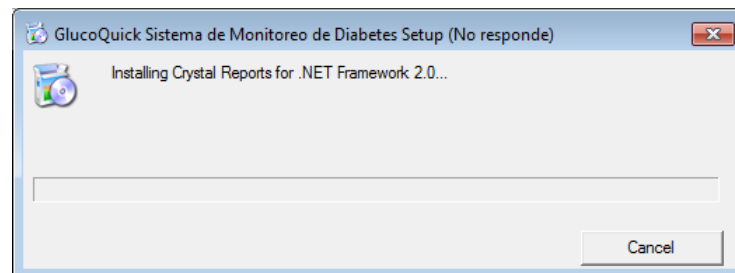 GlucoQuick Sistema de Monitoreo de Diabetes Setup (No responde)
Installing Crystal Reports for .NET Framework 2.0...
Cancel